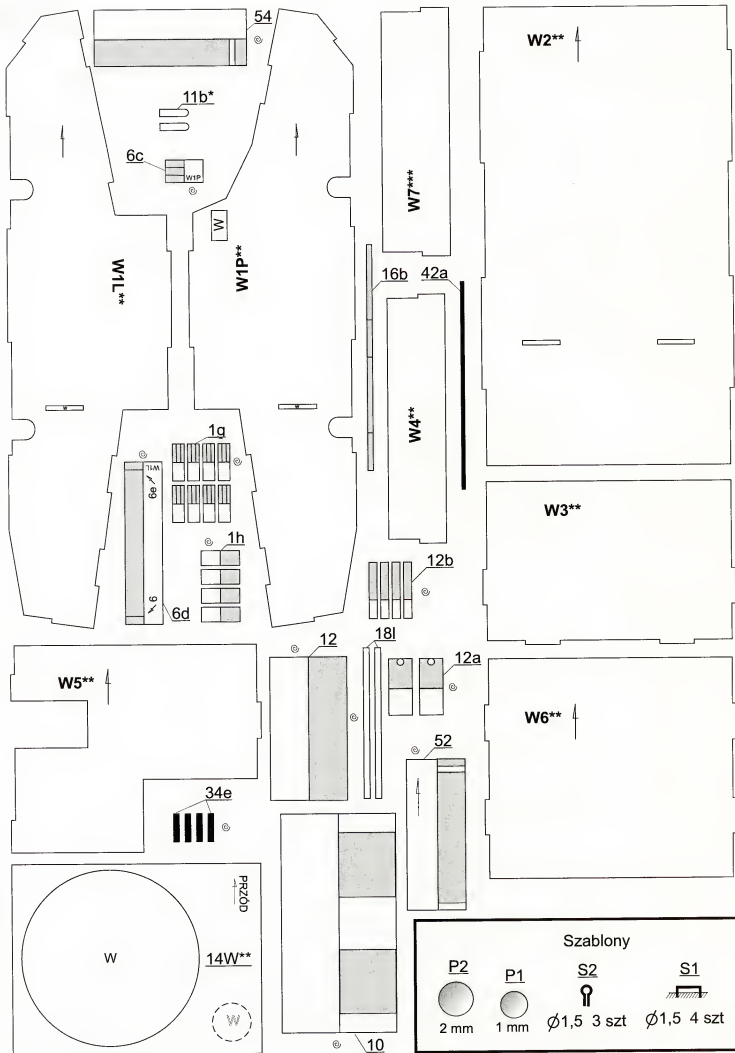 54
W2**
11b*
6c
W1P
W7***
W
W1L**
W1P**
16b
42a
W4**
w
w
1g
W1L
6e
W3**
1h
12b
6
6d
12
18l
12a
W5**
W6**
52
34e
PRZÓD
W
14W**
W
10
Szablony
P2
P1
S2
S1
2 mm
1 mm
Ø1,5 3 szt
Ø1,5 4 szt